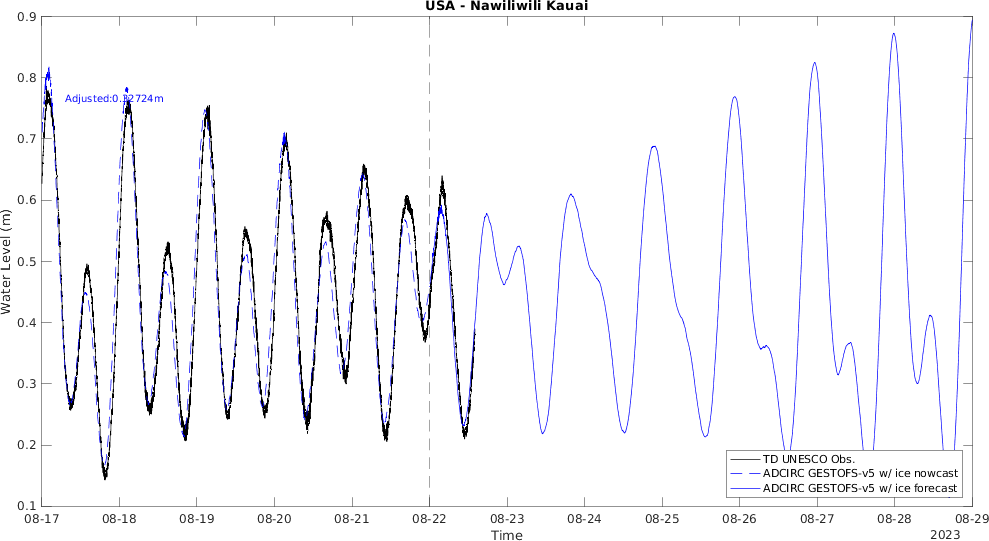 USA - Nawiliwili Kauai
0.9
0.8
Adjusted:0.32724m
0.7
0.6
0.5
0.4
0.3
0.2
0.1
Water Level (m)
TD UNESCO Obs.
ADCIRC GESTOFS-v5 w/ ice nowcast
ADCIRC GESTOFS-v5 w/ ice forecast
08-17 08-18 08-19 08-20 08-21 08-22 08-23 08-24 08-25 08-26 08-27 08-28 08-29
Time
2023